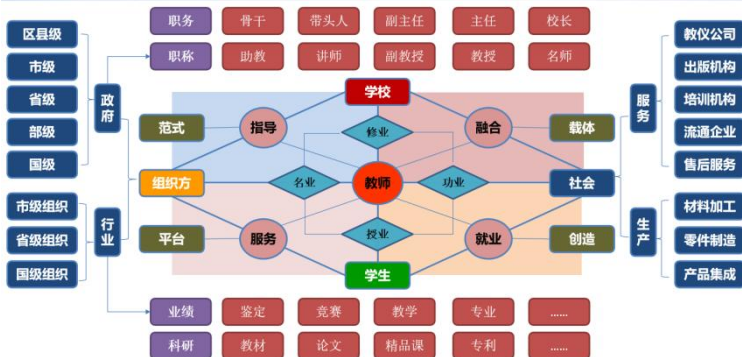 职务 骨干 带头人 副主任 主任 校长
职称 助教 讲师 副教授 教授 名师
区县级
市级
省级
部级
国级
政府
市级组织
省级组织
国级组织
行业
学校
范式 指导 修业 融合 载体
组织方 名业 教师 功业 社会
平台 服务 授业 就业 创造
学生
服务
教仪公司
出版机构
培训机构
流通企业
售后服务
生产
材料加工
零件制造
产品集成
业绩 鉴定 竞赛 教学 专业 ......
科研 教材 论文 精品课 专利 ......